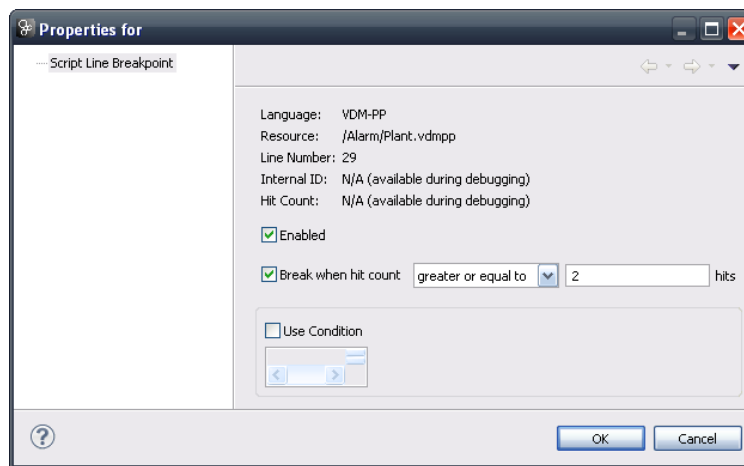 Properties for
Script Line Breakpoint
Language: VDM-PP
Resource: /Alarm/Plant.vdmpp
Line Number: 29
Internal ID: N/A (available during debugging)
Hit Count: N/A (available during debugging)
Enabled
Break when hit count greater or equal to 2 hits
Use Condition
? OK Cancel